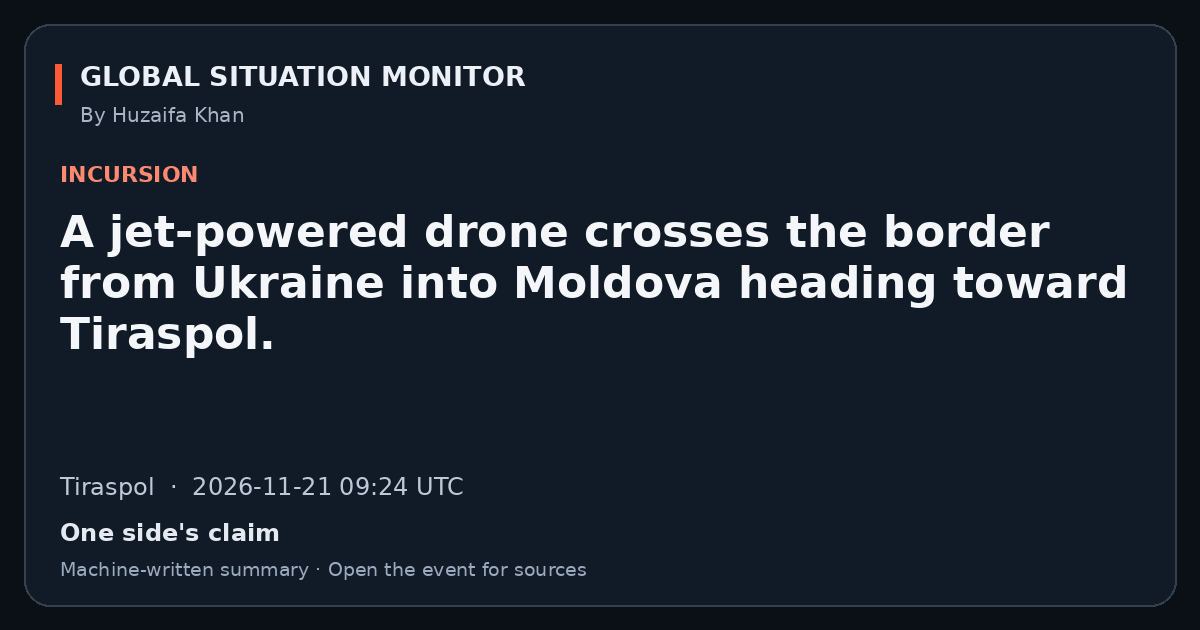 GLOBAL SITUATION MONITOR
By Huzaifa Khan
INCURSION
A jet-powered drone crosses the border
from Ukraine into Moldova heading toward
Tiraspol.
Tiraspol · 2026-11-21 09:24 UTC
One side's claim
Machine-written summary · Open the event for sources